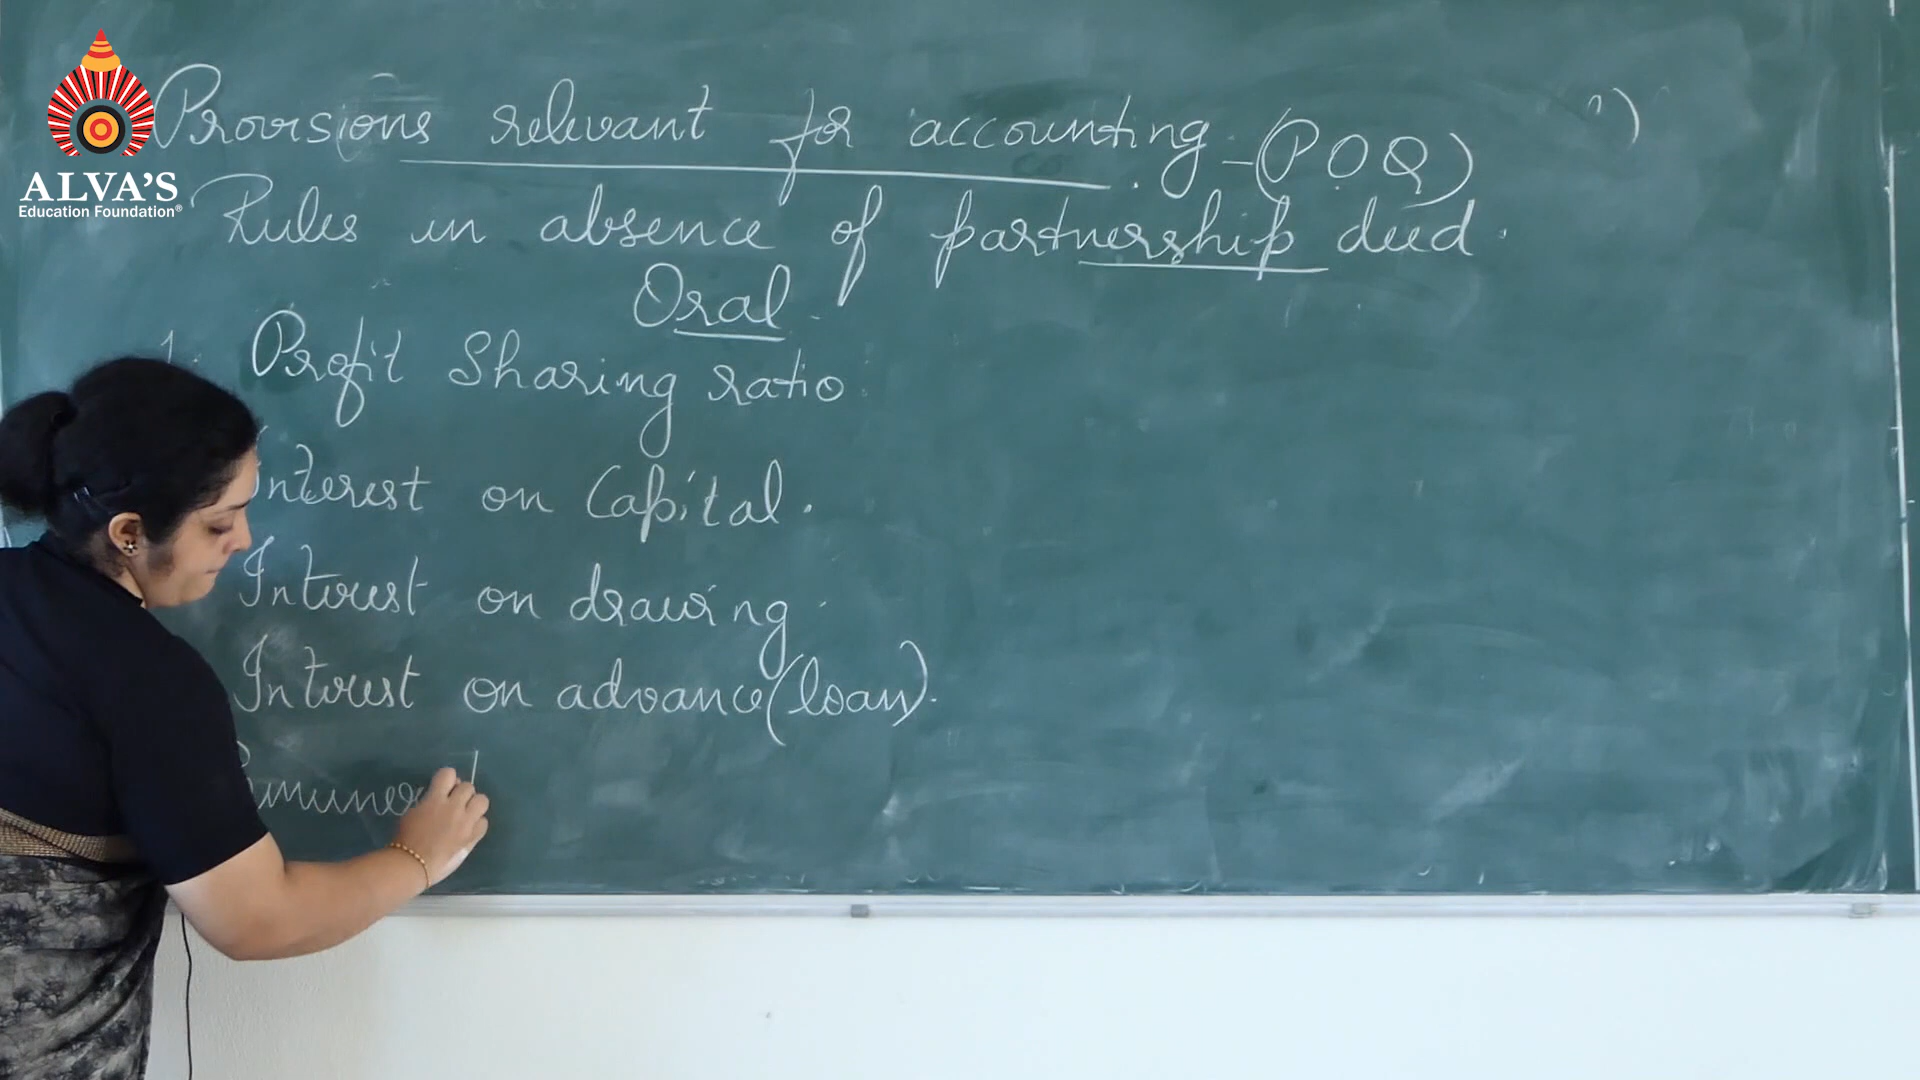 ALVA'S
Education Foundation®
Provisions relevant for accounting - (POQ)
Rules in absence of partnership deed.
Oral
1. Profit Sharing ratio
Interest on Capital.
Interest on drawing
Interest on advance (loan).